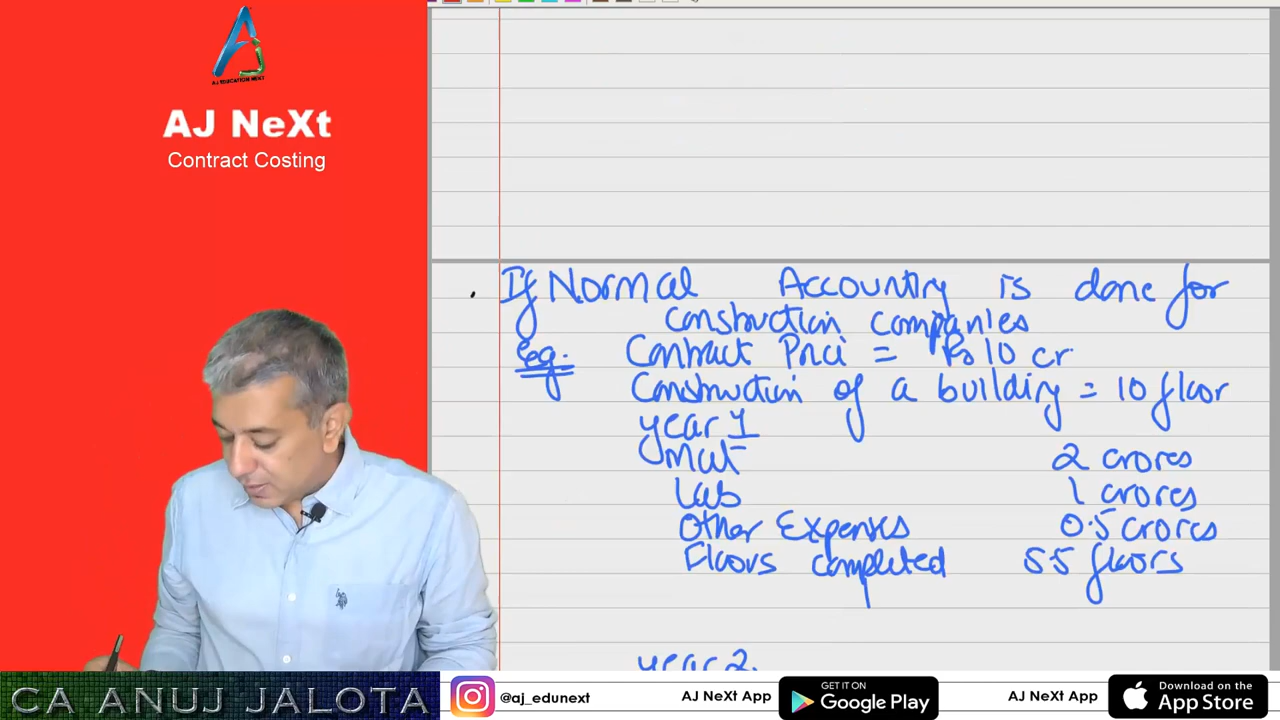 AJ EDUCATION NEXT
AJ NeXt
Contract Costing
. If Normal Accounting is done for
construction companies
eg. Contract Price = Rs 10 cr
Construction of a building = 10 floor
year 1
Mat 2 crores
Lab 1 crores
Other Expenses 0.5 crores
Floors completed 5.5 floors
year 2.
CA ANUJ JALOTA
@aj_edunext
AJ NeXt App
GET IT ON
Google Play
AJ NeXt App
Download on the
App Store